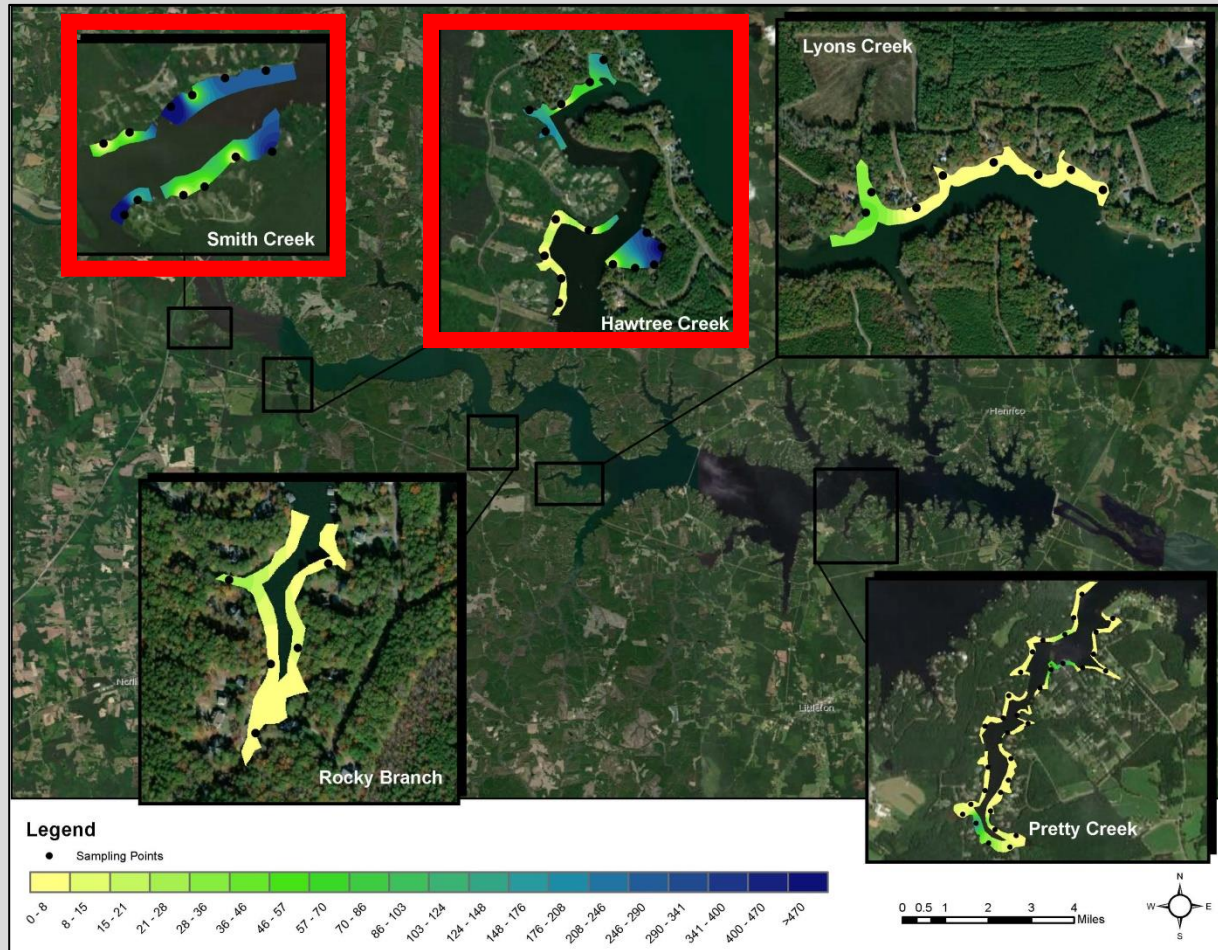 Lyons Creek
Smith Creek
Hawtree Creek
Henrico
Littleton
Rocky Branch
Pretty Creek
Legend
Sampling Points
0 - 8
8 - 15
15 - 21
21 - 28
28 - 36
36 - 46
46 - 57
57 - 70
70 - 86
86 - 103
103 - 124
124 - 148
148 - 176
176 - 208
208 - 246
246 - 290
290 - 341
341 - 400
400 - 470
>470
0 0.5 1 2 3 4
Miles
N
W E
S